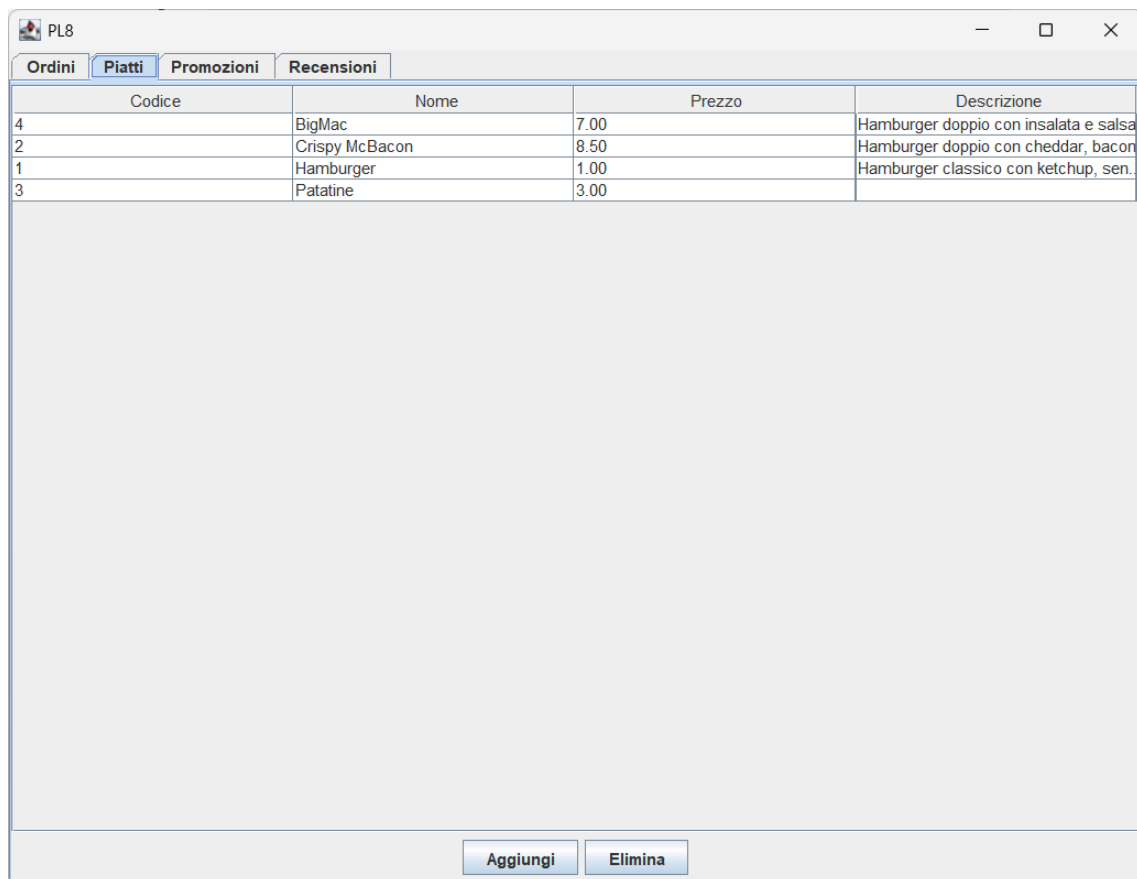 PL8
Ordini Piatti Promozioni Recensioni
Codice Nome Prezzo Descrizione
4 BigMac 7.00 Hamburger doppio con insalata e salsa
2 Crispy McBacon 8.50 Hamburger doppio con cheddar, bacon
1 Hamburger 1.00 Hamburger classico con ketchup, sen..
3 Patatine 3.00
Aggiungi Elimina